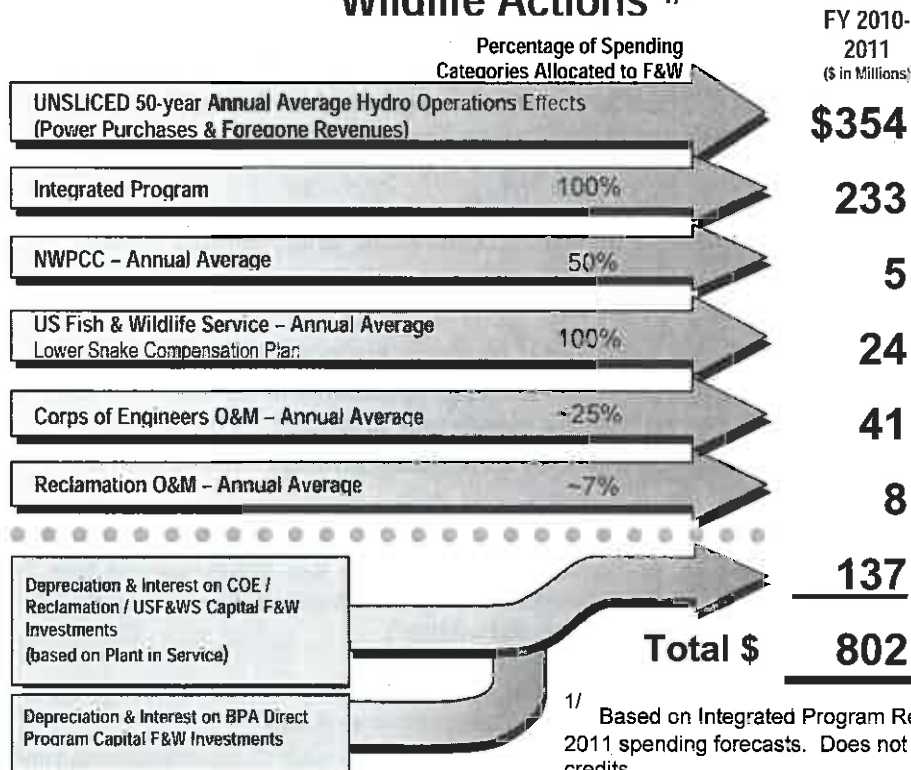 Wildlife Actions 1/
Percentage of Spending
Categories Allocated to F&W
FY 2010-
2011
($ in Millions)
UNSLICED 50-year Annual Average Hydro Operations Effects
(Power Purchases & Foregone Revenues)
$354
Integrated Program 100% 233
NWPCC – Annual Average 50% 5
US Fish & Wildlife Service – Annual Average
Lower Snake Compensation Plan
100% 24
Corps of Engineers O&M – Annual Average ~25% 41
Reclamation O&M – Annual Average ~7% 8
Depreciation & Interest on COE /
Reclamation / USF&WS Capital F&W
Investments
(based on Plant in Service)
137
Total $ 802
Depreciation & Interest on BPA Direct
Program Capital F&W Investments
1/
Based on Integrated Program Re
2011 spending forecasts. Does not
credits